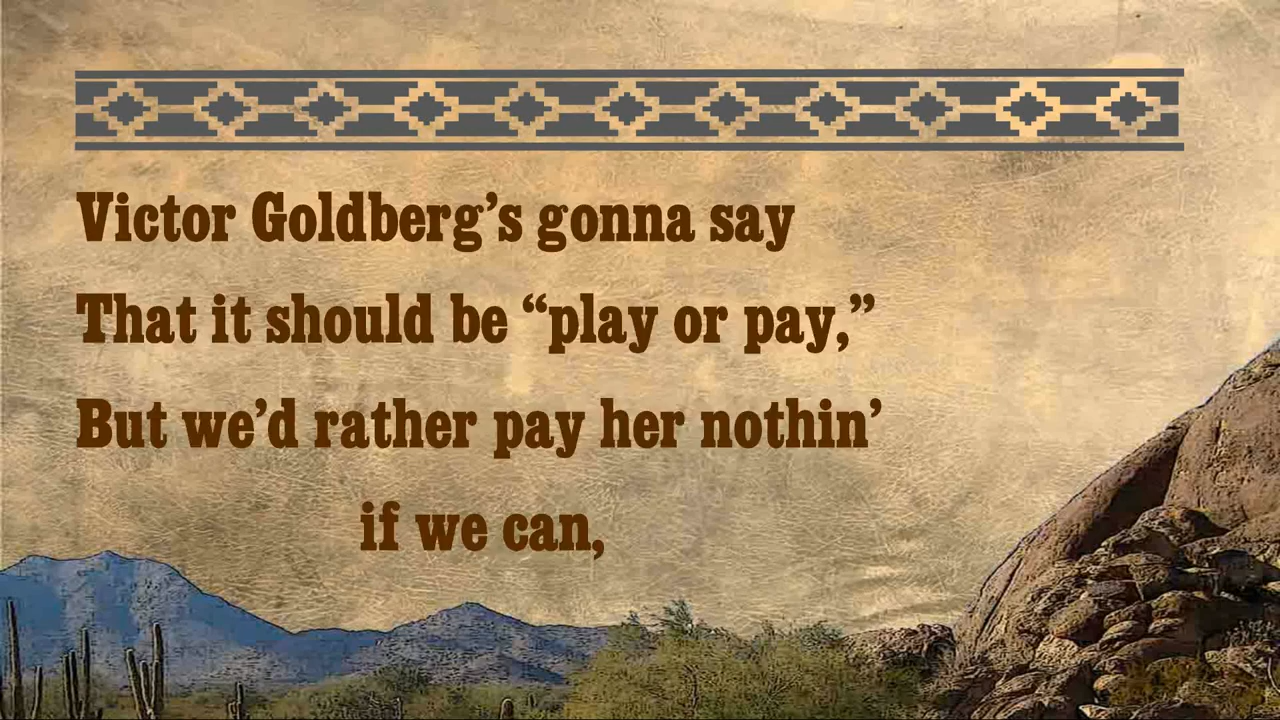 Victor Goldberg’s gonna say
That it should be “play or pay,”
But we’d rather pay her nothin’
if we can,